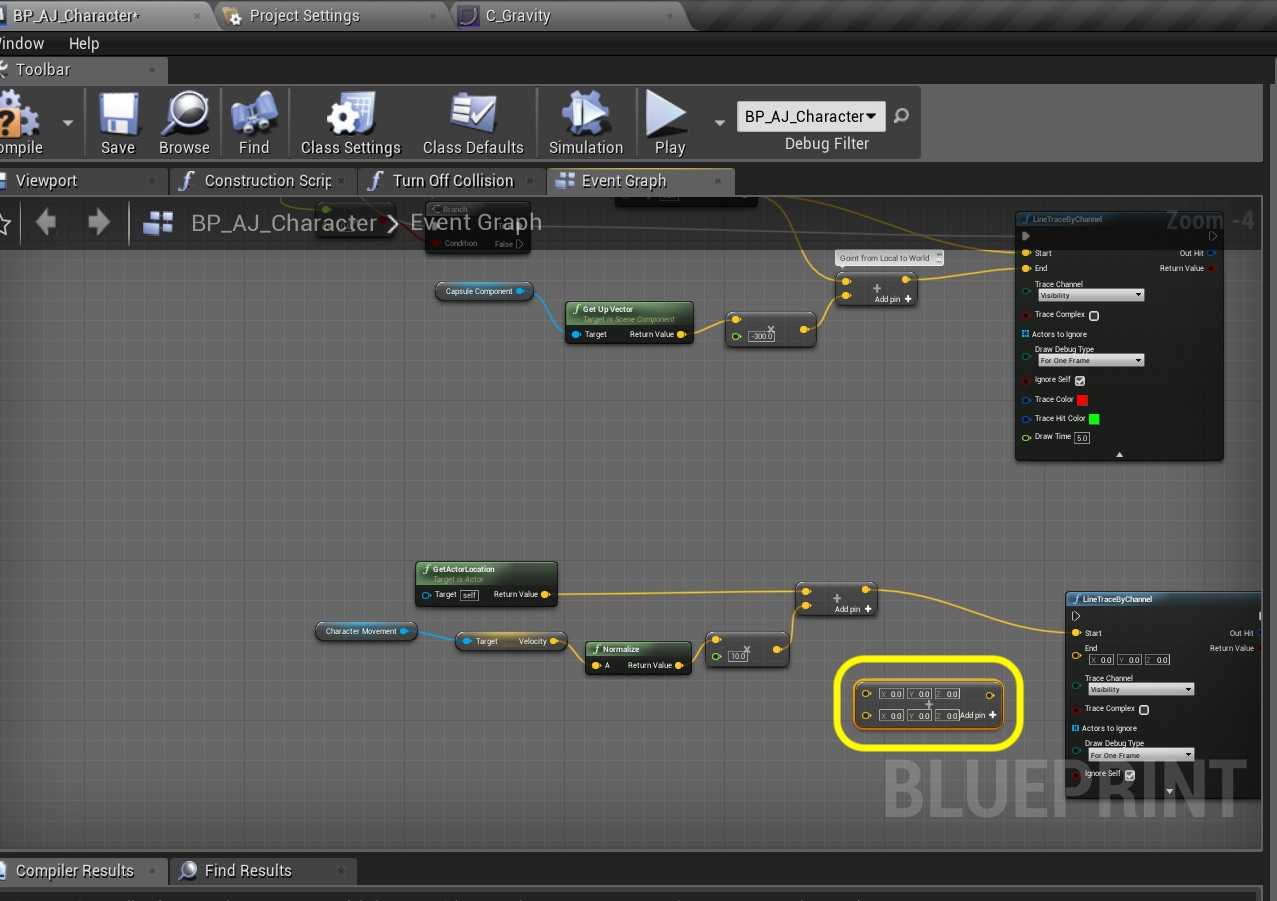 BP_AJ_Character*
Project Settings
C_Gravity
indow Help
Toolbar
ompile
Save
Browse
Find
Class Settings
Class Defaults
Simulation
Play
BP_AJ_Character
Debug Filter
Viewport
Construction Scrip
Turn Off Collision
Event Graph
BP_AJ_Character > Event Graph
Zoom -4
Branch
Condition False
Capsule Component
Get Up Vector
Target is Scene Component
Target Return Value
-300.0
Goint from Local to World
Add pin +
LineTraceByChannel
Start Out Hit
End Return Value
Trace Channel
Visibility
Trace Complex
Actors to Ignore
Draw Debug Type
For One Frame
Ignore Self
Trace Color
Trace Hit Color
Draw Time 5.0
GetActorLocation
Target is Actor
Target self Return Value
Character Movement
Target Velocity
Normalize
A Return Value
10.0
Add pin +
X 0.0 Y 0.0 Z 0.0
X 0.0 Y 0.0 Z 0.0 Add pin +
LineTraceByChannel
Start Out Hit
End Return Value
X 0.0 Y 0.0 Z 0.0
Trace Channel
Visibility
Trace Complex
Actors to Ignore
Draw Debug Type
For One Frame
Ignore Self
BLUEPRINT
Compiler Results
Find Results